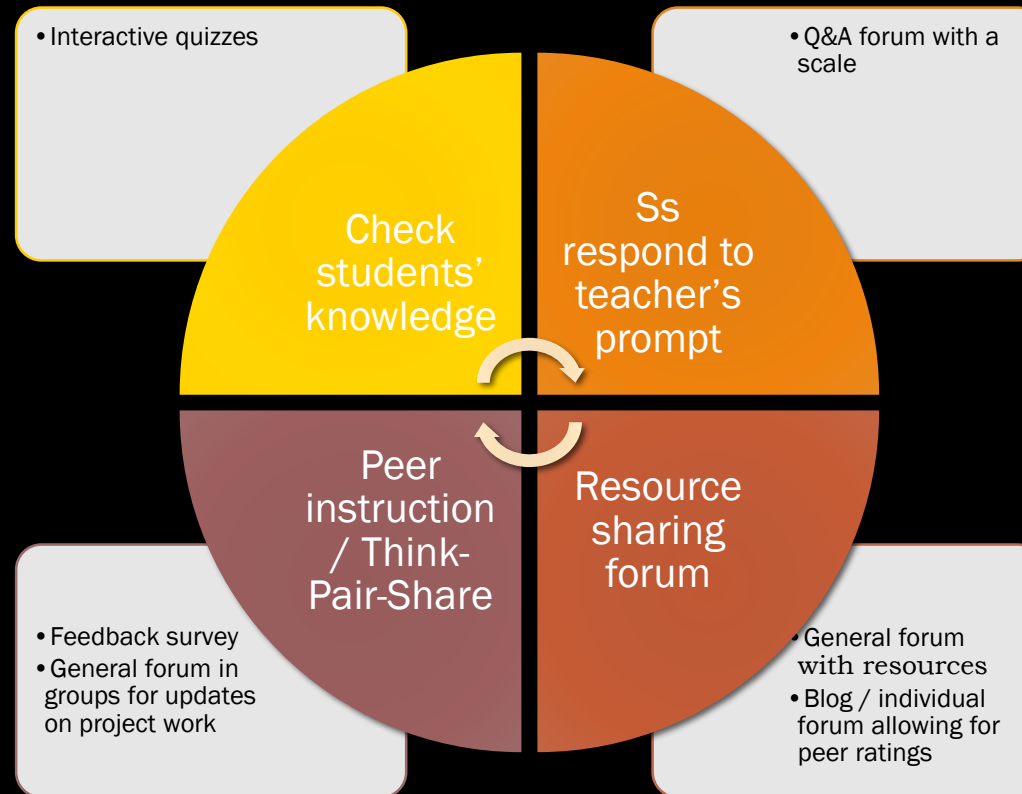 • Interactive quizzes
• Q&A forum with a
scale
Check
students’
knowledge
Ss
respond to
teacher’s
prompt
Peer
instruction
/ Think-
Pair-Share
Resource
sharing
forum
• Feedback survey
• General forum in
groups for updates
on project work
• General forum
with resources
• Blog / individual
forum allowing for
peer ratings